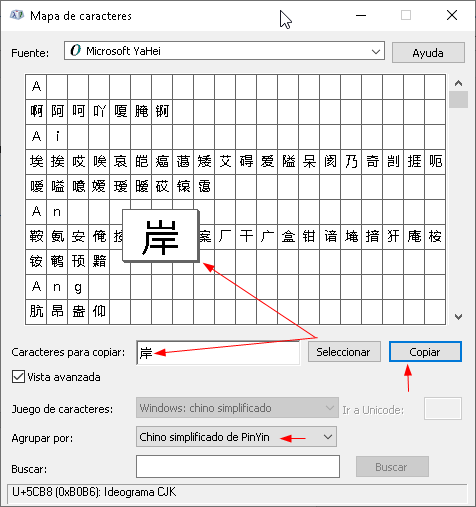 Mapa de caracteres
Fuente: Microsoft YaHei Ayuda
A
啊 阿 呵 吖 嗄 腌 锕
A i
埃 挨 哎 唉 哀 皑 癌 蔼 矮 艾 碍 爱 隘 呆 阂 乃 奇 剀 捱 呃
嗳 嗌 噫 嫒 瑷 暧 砹 锿 霭
A n
鞍 氨 安 俺 按 岸 案 厂 干 广 盒 钳 谙 埯 揞 犴 庵 桉
铵 鹌 顸 黯
A n g
肮 昂 盎 仰
Caracteres para copiar: 岸 Seleccionar Copiar
Vista avanzada
Juego de caracteres: Windows: chino simplificado Ir a Unicode:
Agrupar por: Chino simplificado de PinYin
Buscar: Buscar
U+5CB8 (0xB0B6): Ideograma CJK